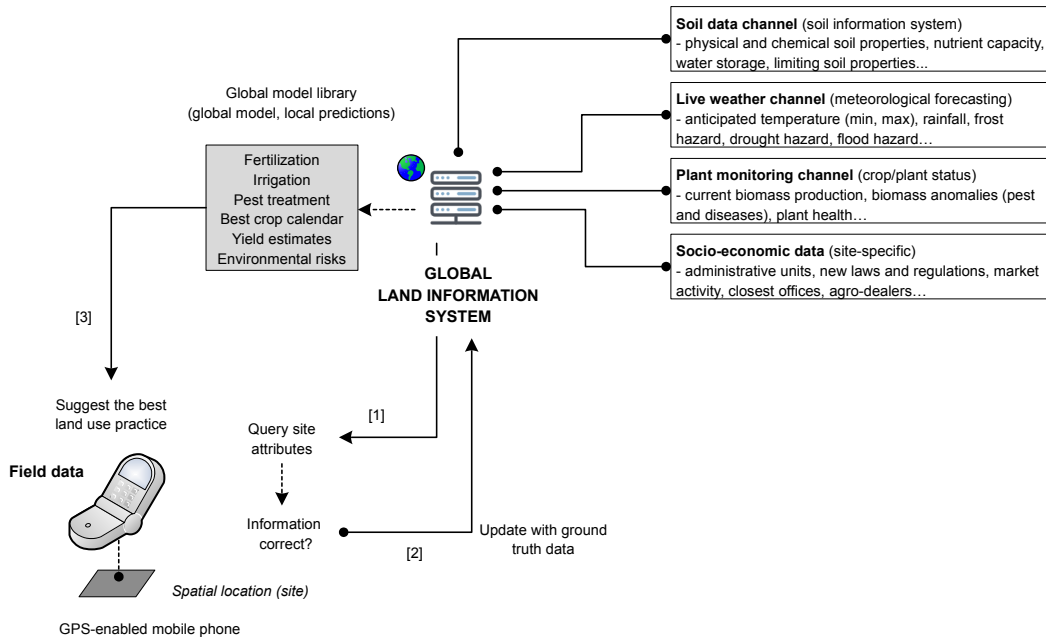 Soil data channel (soil information system)
- physical and chemical soil properties, nutrient capacity,
water storage, limiting soil properties...
Global model library
(global model, local predictions)
Live weather channel (meteorological forecasting)
- anticipated temperature (min, max), rainfall, frost
hazard, drought hazard, flood hazard…
Fertilization
Irrigation
Pest treatment
Best crop calendar
Yield estimates
Environmental risks
Plant monitoring channel (crop/plant status)
- current biomass production, biomass anomalies (pest
and diseases), plant health…
Socio-economic data (site-specific)
- administrative units, new laws and regulations, market
activity, closest offices, agro-dealers…
GLOBAL
LAND INFORMATION
SYSTEM
[3]
Suggest the best
land use practice
[1]
Query site
attributes
Field data
Information
correct?
[2]
Update with ground
truth data
Spatial location (site)
GPS-enabled mobile phone